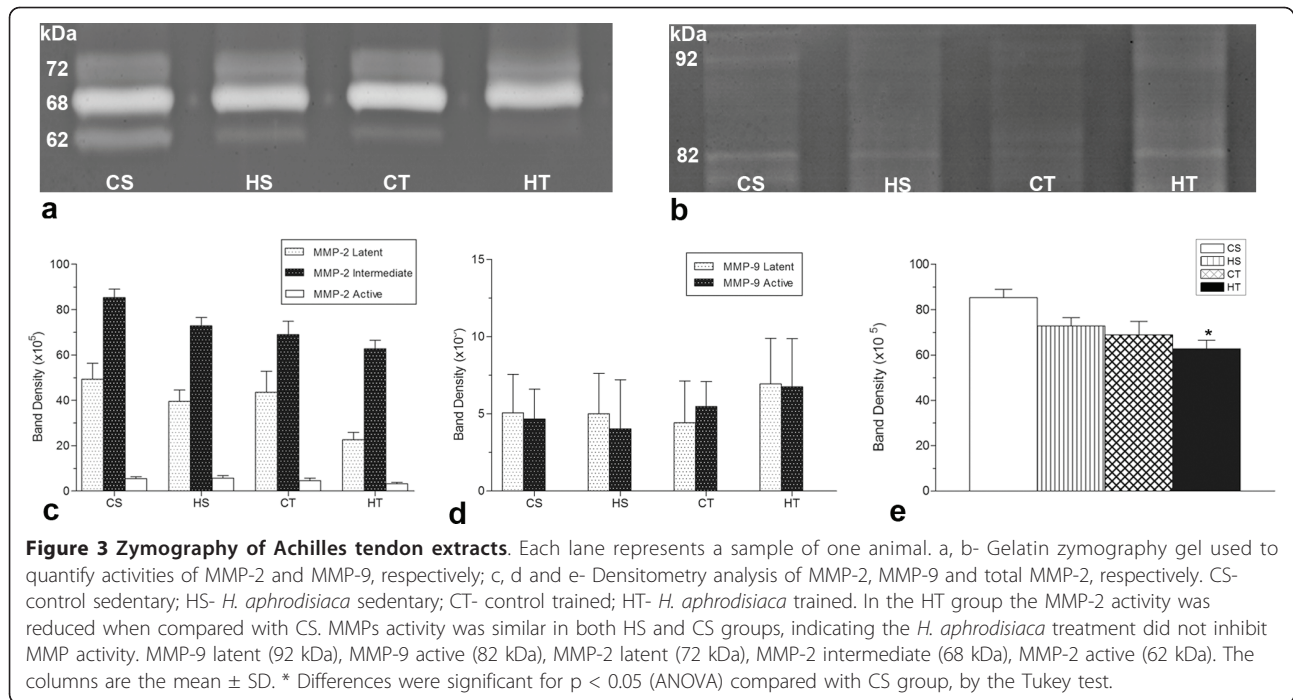 kDa
72
68
62
CS HS CT HT
a
kDa
92
82
CS HS CT HT
b
MMP-2 Latent
MMP-2 Intermediate
MMP-2 Active
Band Density (x10⁵)
100
80
60
40
20
0
CS HS CT HT
c
MMP-9 Latent
MMP-9 Active
Band Density
15
10
5
0
CS HS CT HT
d
CS
HS
CT
HT
Band Density (x10⁵)
100
80
60
40
20
0
*
e
Figure 3 Zymography of Achilles tendon extracts. Each lane represents a sample of one animal. a, b- Gelatin zymography gel used to
quantify activities of MMP-2 and MMP-9, respectively; c, d and e- Densitometry analysis of MMP-2, MMP-9 and total MMP-2, respectively. CS-
control sedentary; HS- H. aphrodisiaca sedentary; CT- control trained; HT- H. aphrodisiaca trained. In the HT group the MMP-2 activity was
reduced when compared with CS. MMPs activity was similar in both HS and CS groups, indicating the H. aphrodisiaca treatment did not inhibit
MMP activity. MMP-9 latent (92 kDa), MMP-9 active (82 kDa), MMP-2 latent (72 kDa), MMP-2 intermediate (68 kDa), MMP-2 active (62 kDa). The
columns are the mean ± SD. * Differences were significant for p < 0.05 (ANOVA) compared with CS group, by the Tukey test.